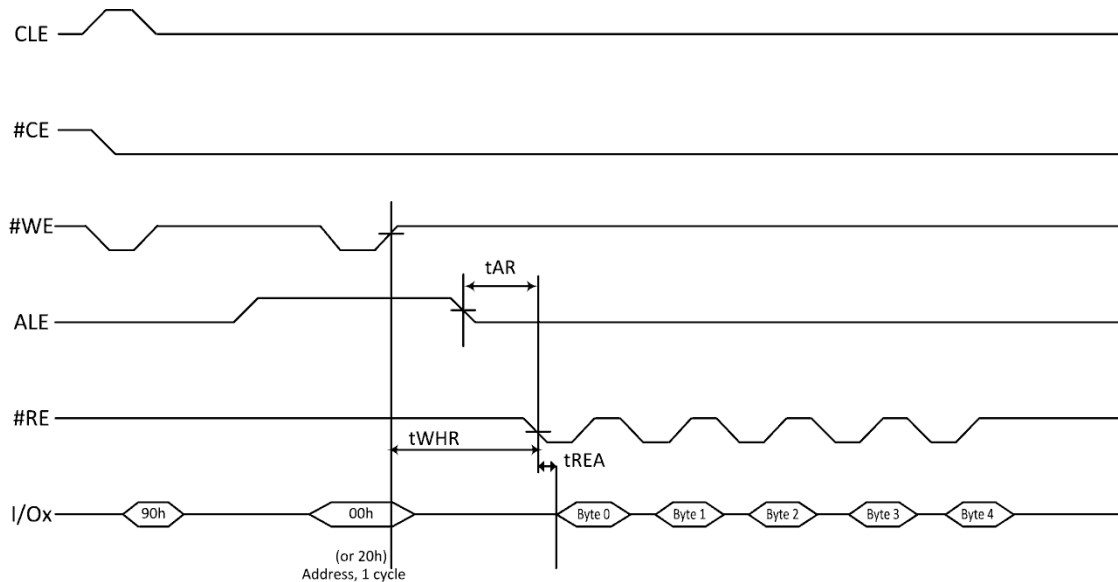 CLE
#CE
#WE
tAR
ALE
#RE
tWHR
tREA
I/Ox
90h
00h
Byte 0
Byte 1
Byte 2
Byte 3
Byte 4
(or 20h)
Address, 1 cycle